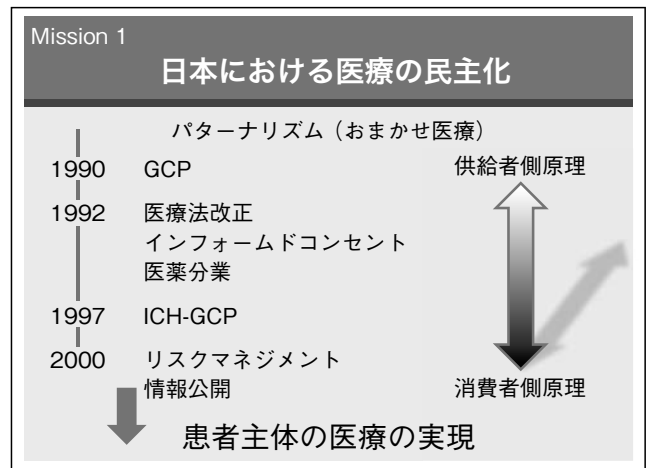 Mission 1
日本における医療の民主化
パターナリズム（おまかせ医療）
1990 GCP
供給者側原理
1992 医療法改正
インフォームドコンセント
医薬分業
1997 ICH-GCP
2000 リスクマネジメント
情報公開
消費者側原理
患者主体の医療の実現